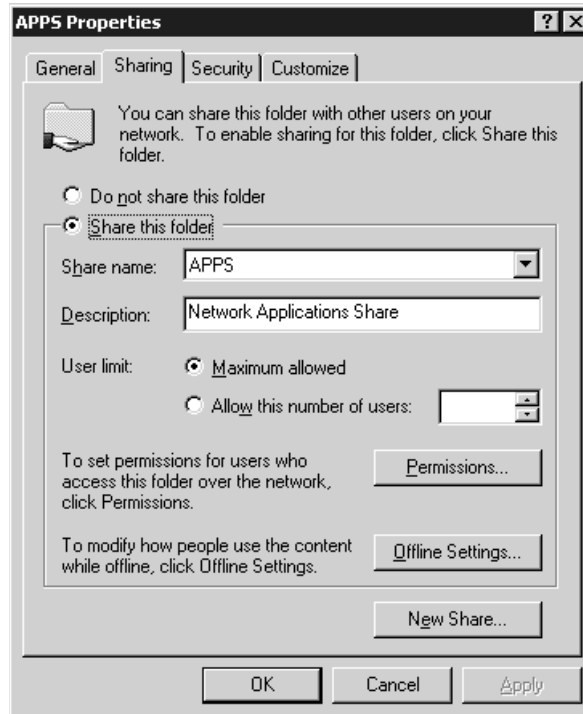 APPS Properties
General Sharing Security Customize
You can share this folder with other users on your
network. To enable sharing for this folder, click Share this
folder.
Do not share this folder
Share this folder
Share name: APPS
Description: Network Applications Share
User limit: Maximum allowed
Allow this number of users:
To set permissions for users who
access this folder over the network,
click Permissions.
Permissions...
To modify how people use the content
while offline, click Offline Settings.
Offline Settings...
New Share...
OK Cancel Apply